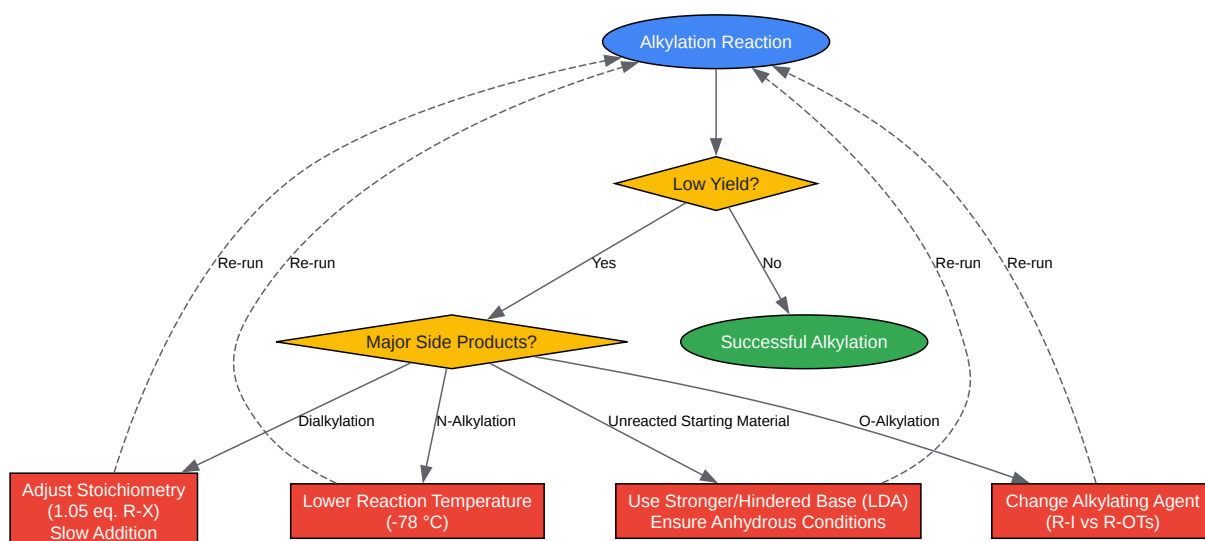 Alkylation Reaction
Low Yield?
Re-run
Re-run
Yes
No
Re-run
Re-run
Major Side Products?
Successful Alkylation
Dialkylation
N-Alkylation
Unreacted Starting Material
O-Alkylation
Adjust Stoichiometry
(1.05 eq. R-X)
Slow Addition
Lower Reaction Temperature
(-78 °C)
Use Stronger/Hindered Base (LDA)
Ensure Anhydrous Conditions
Change Alkylating Agent
(R-I vs R-OTs)